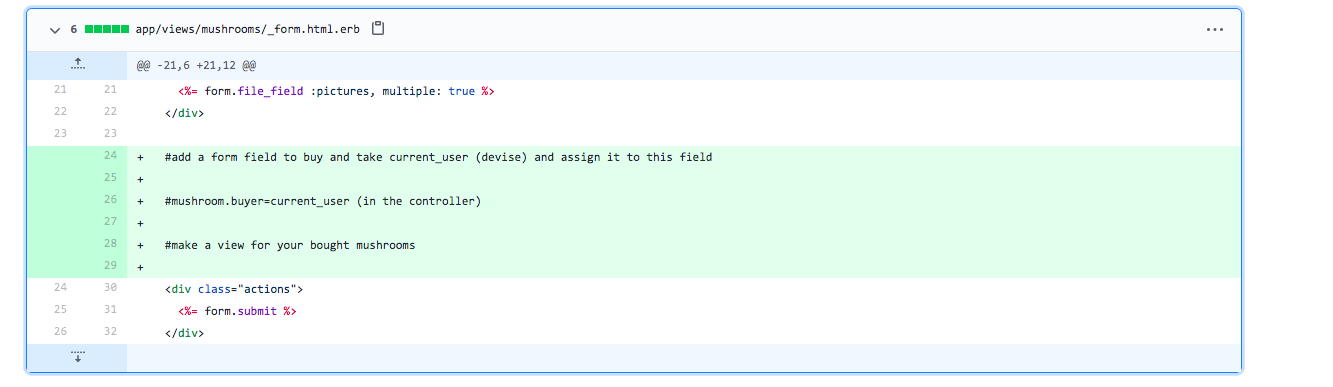 6 app/views/mushrooms/_form.html.erb
@@ -21,6 +21,12 @@
21 21 <%= form.file_field :pictures, multiple: true %>
22 22 </div>
23 23
24 + #add a form field to buy and take current_user (devise) and assign it to this field
25 +
26 + #mushroom.buyer=current_user (in the controller)
27 +
28 + #make a view for your bought mushrooms
29 +
24 30 <div class="actions">
25 31 <%= form.submit %>
26 32 </div>